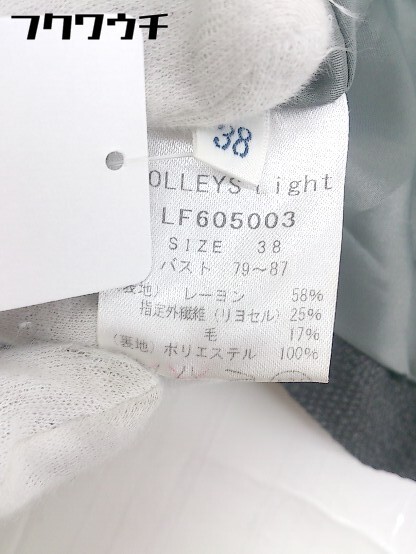 フクワウチ
38
OLLEYS Light
LF605003
SIZE 38
バスト 79～87
表地） レーヨン 58%
指定外繊維（リヨセル）25%
毛 17%
（裏地）ポリエステル 100%